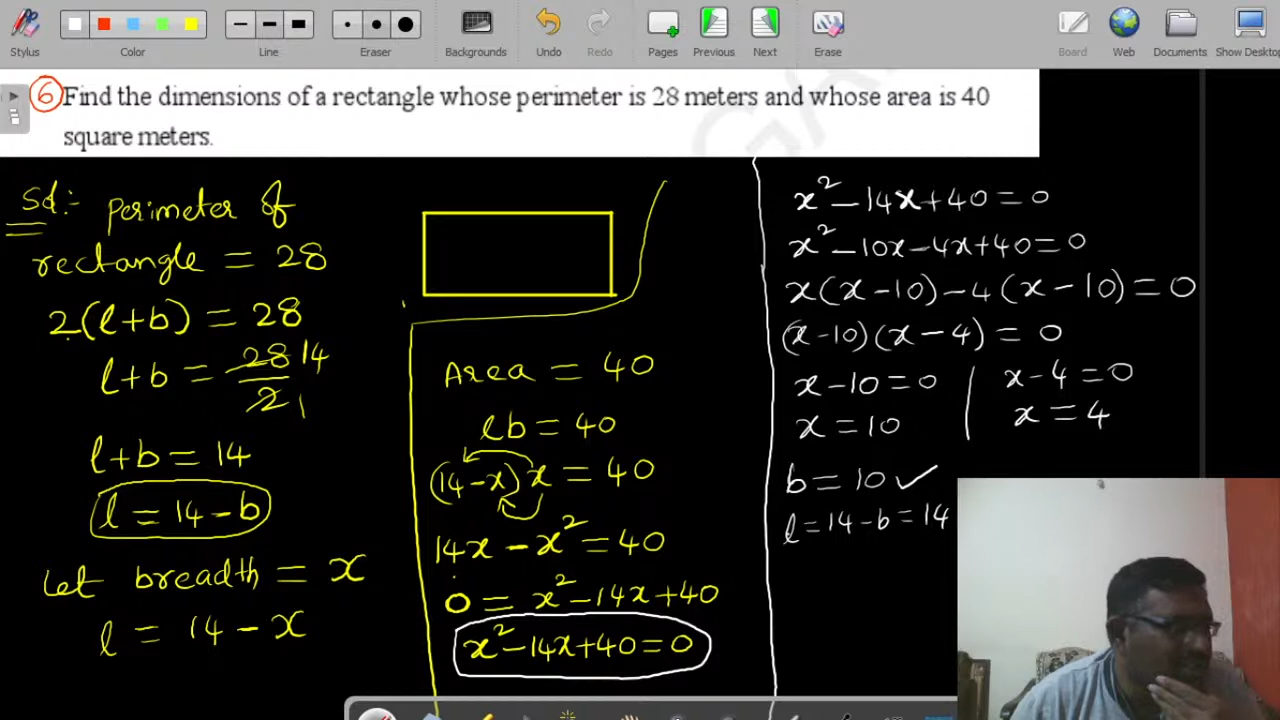 Stylus Color Line Eraser Backgrounds Undo Redo Pages Previous Next Erase Board Web Documents Show Deskto
6 Find the dimensions of a rectangle whose perimeter is 28 meters and whose area is 40
square meters.
Sol:- Perimeter of
rectangle = 28
2(l+b) = 28
l+b = 28/2 14 1
l+b = 14
l = 14-b
Let breadth = x
l = 14 - x
Area = 40
lb = 40
(14-x)x = 40
14x - x² = 40
0 = x²-14x+40
x²-14x+40=0
x²-14x+40=0
x²-10x-4x+40=0
x(x-10)-4(x-10)=0
(x-10)(x-4) = 0
x-10=0 | x-4=0
x=10 | x=4
b=10 ✓
l=14-b=14